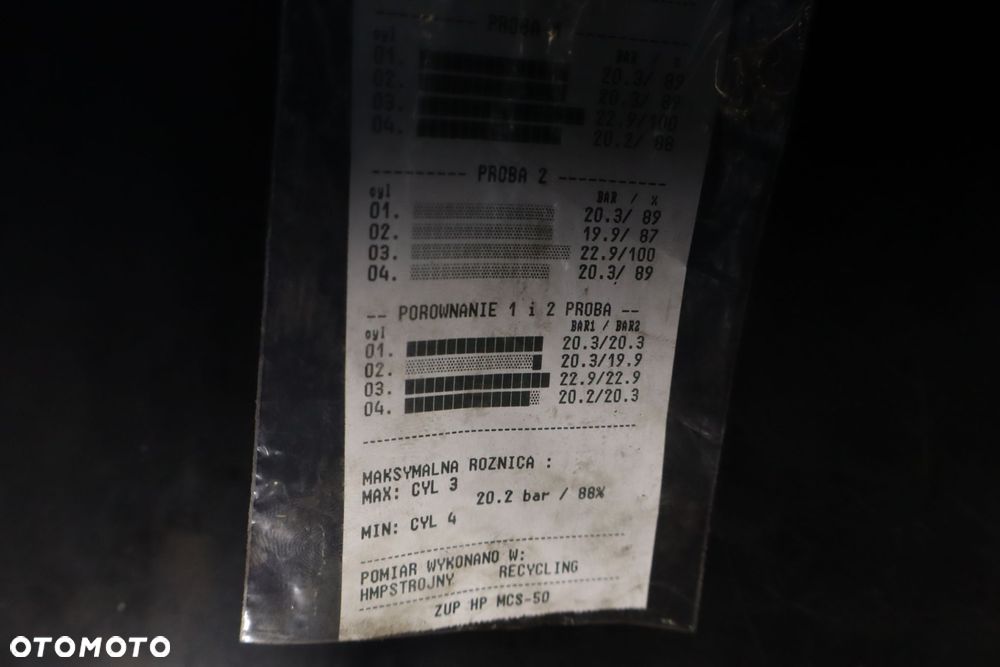 PROBA 1
cyl BAR / %
01. 20.3/ 89
02. 20.3/ 89
03. 22.9/100
04. 20.2/ 88
--------- PROBA 2 ----------
cyl BAR / %
01. 20.3/ 89
02. 19.9/ 87
03. 22.9/100
04. 20.3/ 89
-- POROWNANIE 1 i 2 PROBA --
cyl BAR1 / BAR2
01. 20.3/20.3
02. 20.3/19.9
03. 22.9/22.9
04. 20.2/20.3
MAKSYMALNA ROZNICA :
MAX: CYL 3
20.2 bar / 88%
MIN: CYL 4
POMIAR WYKONANO W:
HMPSTROJNY RECYCLING
ZUP HP MCS-50
OTOMOTO